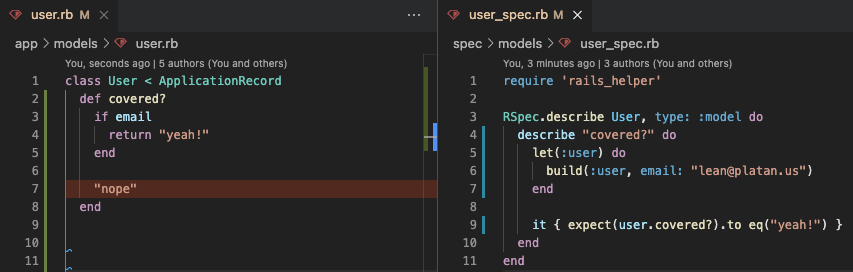 user.rb M
app > models > user.rb
You, seconds ago | 5 authors (You and others)
1 class User < ApplicationRecord
2 def covered?
3 if email
4 return "yeah!"
5 end
6
7 "nope"
8 end
9
10
11
user_spec.rb M
spec > models > user_spec.rb
You, 3 minutes ago | 3 authors (You and others)
1 require 'rails_helper'
2
3 RSpec.describe User, type: :model do
4 describe "covered?" do
5 let(:user) do
6 build(:user, email: "lean@platan.us")
7 end
8
9 it { expect(user.covered?).to eq("yeah!") }
10 end
11 end